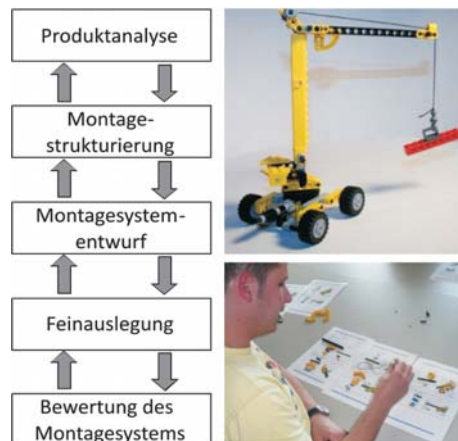 Produktanalyse
Montage-
strukturierung
Montagesystem-
entwurf
Feinauslegung
Bewertung des
Montagesystems